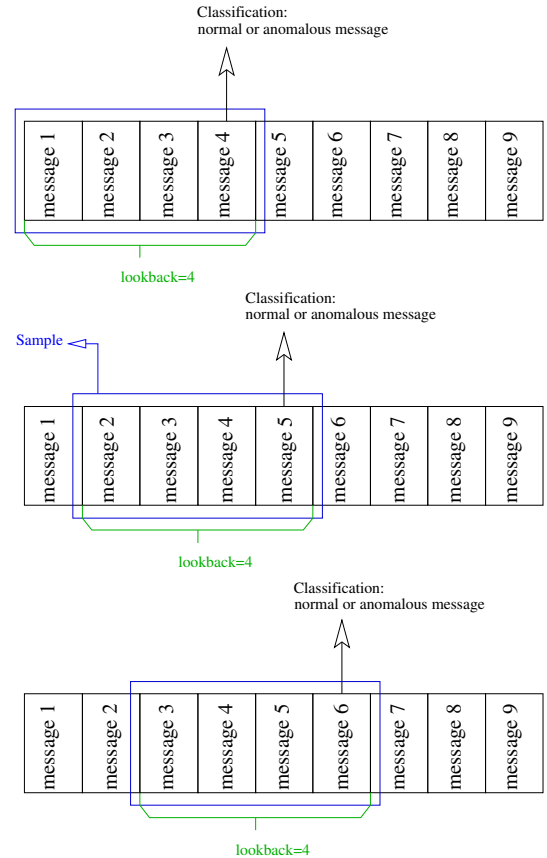 Classification:
normal or anomalous message
message 1
message 2
message 3
message 4
message 5
message 6
message 7
message 8
message 9
lookback=4
Classification:
normal or anomalous message
Sample
message 1
message 2
message 3
message 4
message 5
message 6
message 7
message 8
message 9
lookback=4
Classification:
normal or anomalous message
message 1
message 2
message 3
message 4
message 5
message 6
message 7
message 8
message 9
lookback=4